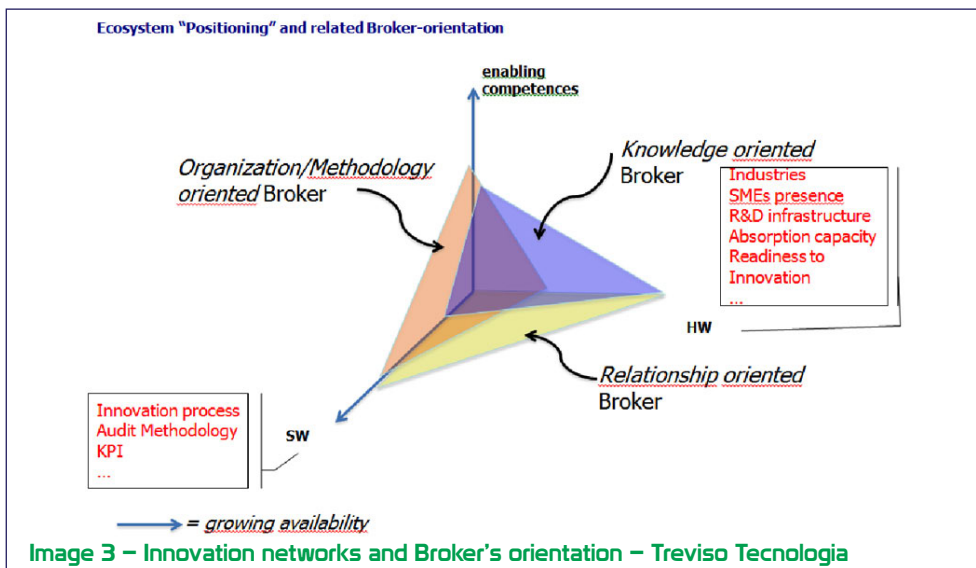 Ecosystem “Positioning” and related Broker-orientation
enabling
competences
Organization/Methodology
oriented Broker
Knowledge oriented
Broker
Industries
SMEs presence
R&D infrastructure
Absorption capacity
Readiness to
Innovation
...
HW
Relationship oriented
Broker
Innovation process
Audit Methodology
KPI
...
SW
= growing availability
Image 3 – Innovation networks and Broker's orientation – Treviso Tecnologia